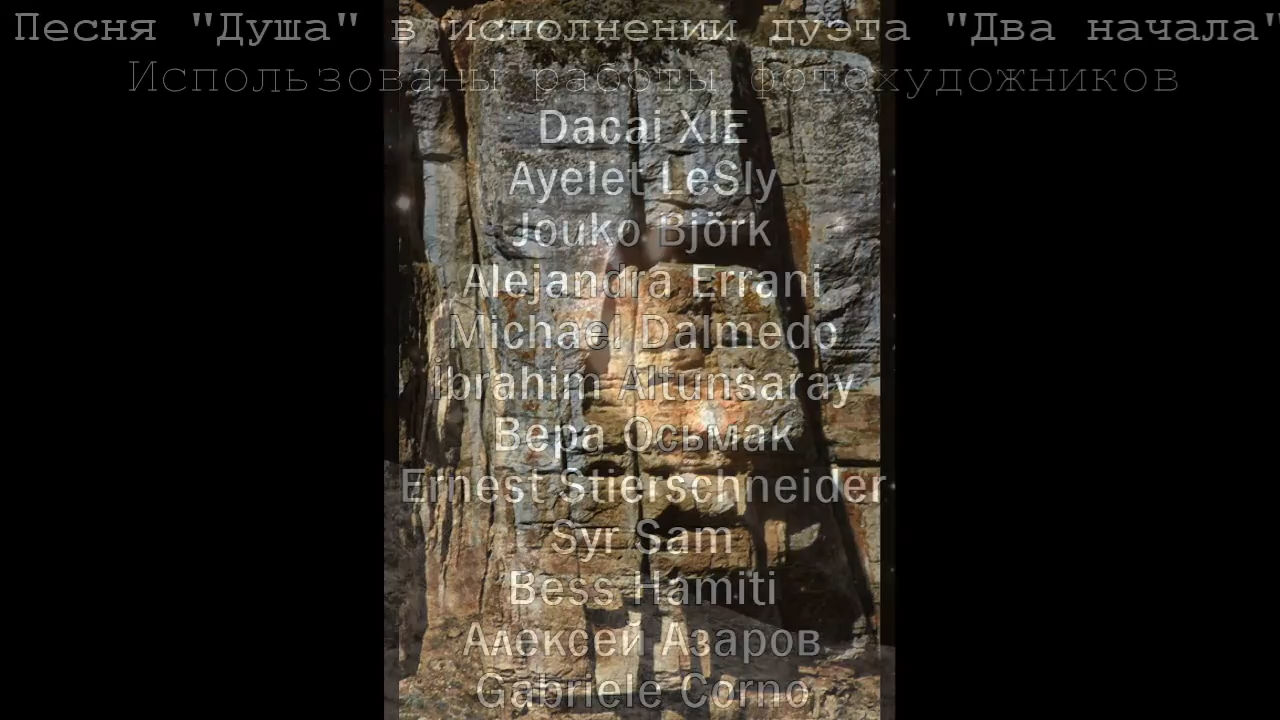 Песня "Душа" в исполнении дуэта "Два начала"
Использованы работы фотохудожников
Dacai XIE
Ayelet LeSly
Jouko Björk
Alejandra Errani
Michael Dalmedo
Ibrahim Altunsaray
Вера Осьмак
Ernest Stierschneider
Syr Sam
Bess Hamiti
Алексей Азаров
Gabriele Corno